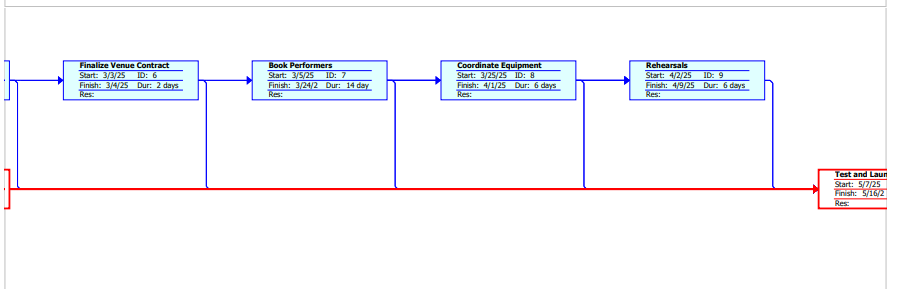 Finalize Venue Contract
Start: 3/3/25 ID: 6
Finish: 3/4/25 Dur: 2 days
Res:
Book Performers
Start: 3/5/25 ID: 7
Finish: 3/24/2 Dur: 14 day
Res:
Coordinate Equipment
Start: 3/25/25 ID: 8
Finish: 4/1/25 Dur: 6 days
Res:
Rehearsals
Start: 4/2/25 ID: 9
Finish: 4/9/25 Dur: 6 days
Res:
Test and Laun
Start: 5/7/25
Finish: 5/16/2
Res: